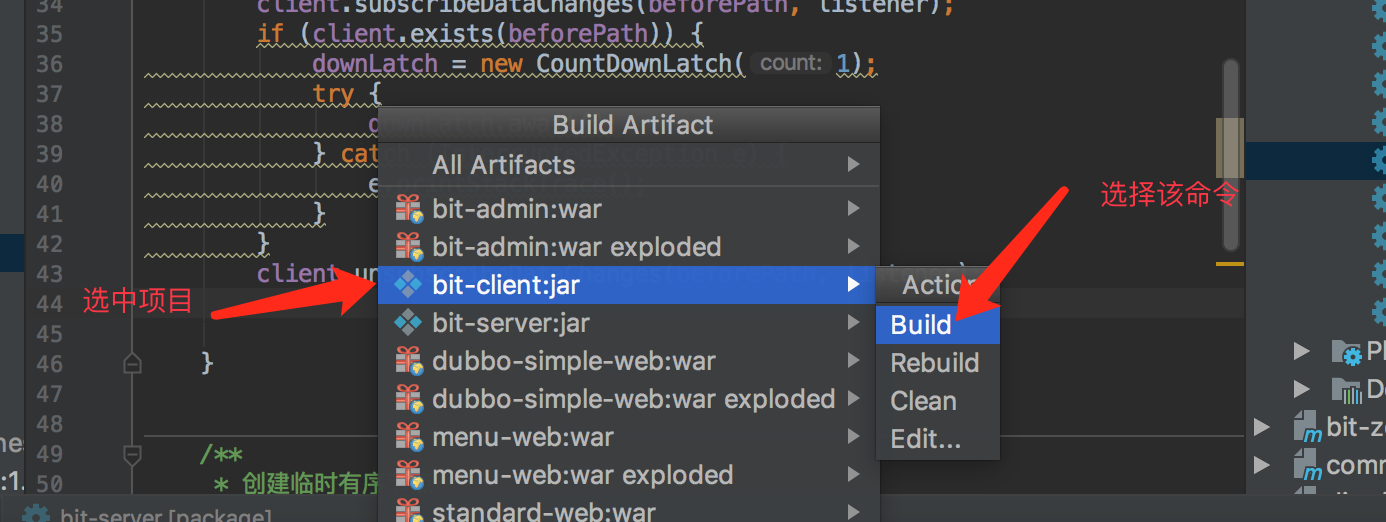 34 client.subscribeDataChanges(beforePath, listener);
35 if (client.exists(beforePath)) {
36 downLatch = new CountDownLatch( count: 1);
37 try {
38
39 } catch
40
41 }
42 }
43 client
44
45
46 }
47
48
49 /**
50 * 创建临时有序
Build Artifact
All Artifacts
bit-admin:war
bit-admin:war exploded
bit-client:jar
bit-server:jar
dubbo-simple-web:war
dubbo-simple-web:war exploded
menu-web:war
menu-web:war exploded
standard-web:war
Build
Rebuild
Clean
Edit...
选中项目
选择该命令
:1.
bit-server [package]